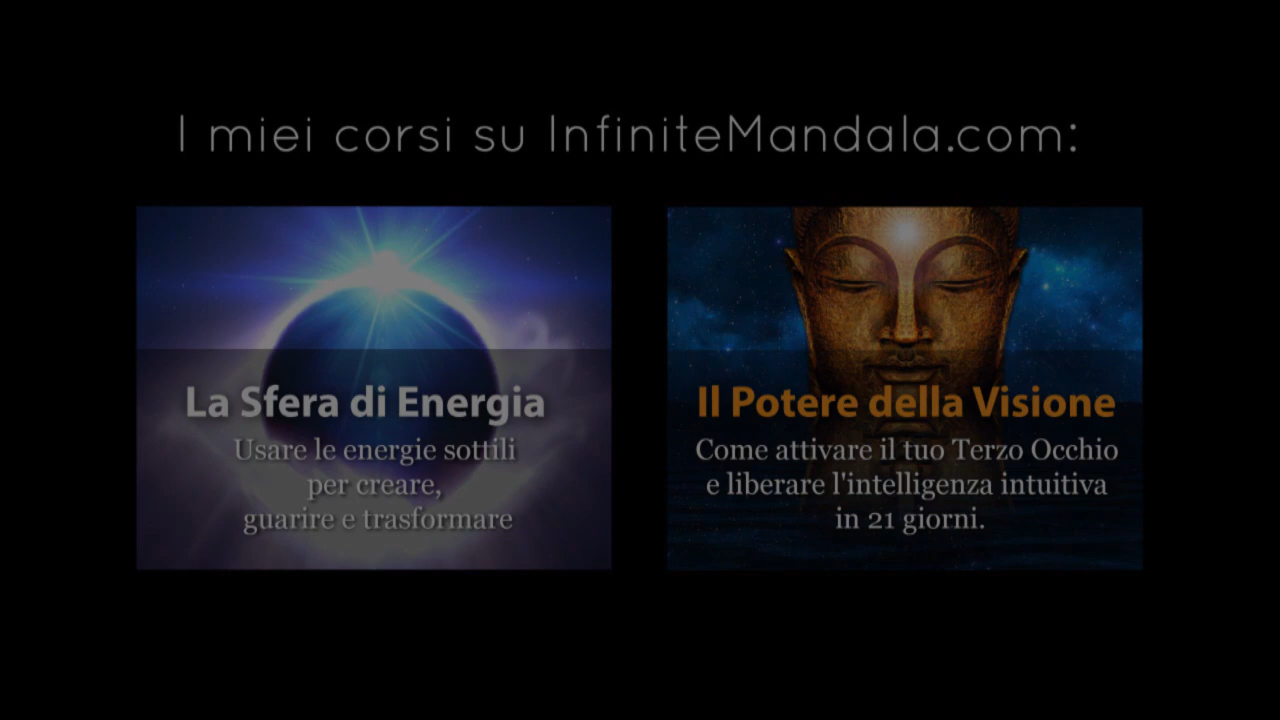 I miei corsi su InfiniteMandala.com:
La Sfera di Energia
Usare le energie sottili
per creare,
guarire e trasformare
Il Potere della Visione
Come attivare il tuo Terzo Occhio
e liberare l'intelligenza intuitiva
in 21 giorni.